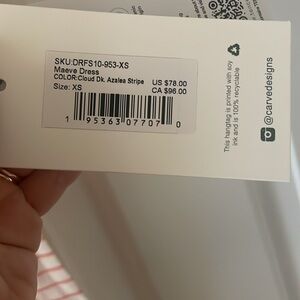 SKU:DRFS10-953-XS
Maeve Dress
COLOR:Cloud Dk. Azalea Stripe
Size: XS
US $78.00
CA $96.00
1 95363 07707 0
This hangtag is printed with soy
ink and is 100% recyclable
@carvedesigns